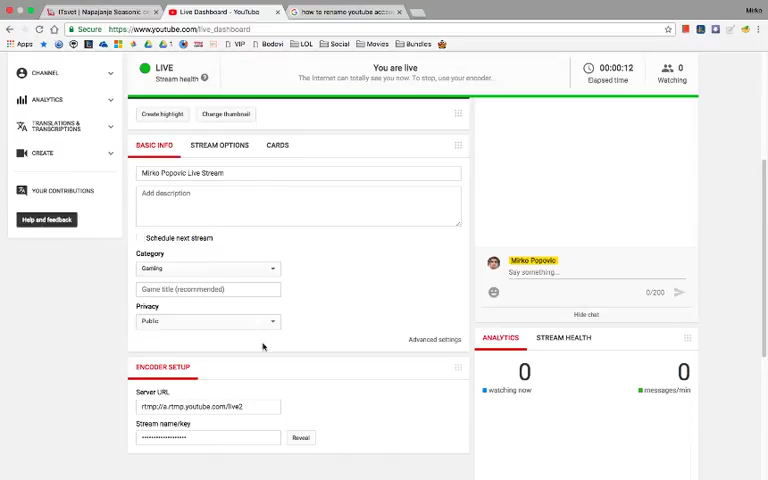 ITsvet | Napajanje Seasonic ce
Live Dashboard - YouTube
how to rename youtube accou
Mirko
Secure
https://www.youtube.com/live_dashboard
Apps
VIP
Bodovi
LOL
Social
Movies
Bundles
CHANNEL
ANALYTICS
TRANSLATIONS &
TRANSCRIPTIONS
CREATE
YOUR CONTRIBUTIONS
Help and feedback
LIVE
Stream health
You are live
The Internet can totally see you now. To stop, use your encoder.
00:00:12
Elapsed time
0
Watching
Create highlight
Change thumbnail
BASIC INFO
STREAM OPTIONS
CARDS
Mirko Popovic Live Stream
Add description
Schedule next stream
Category
Gaming
Game title (recommended)
Privacy
Public
Advanced settings
ENCODER SETUP
Server URL
rtmp://a.rtmp.youtube.com/live2
Stream name/key
••••••••••••••••••••
Reveal
Mirko Popovic
Say something...
0/200
Hide chat
ANALYTICS
STREAM HEALTH
0
watching now
0
messages/min